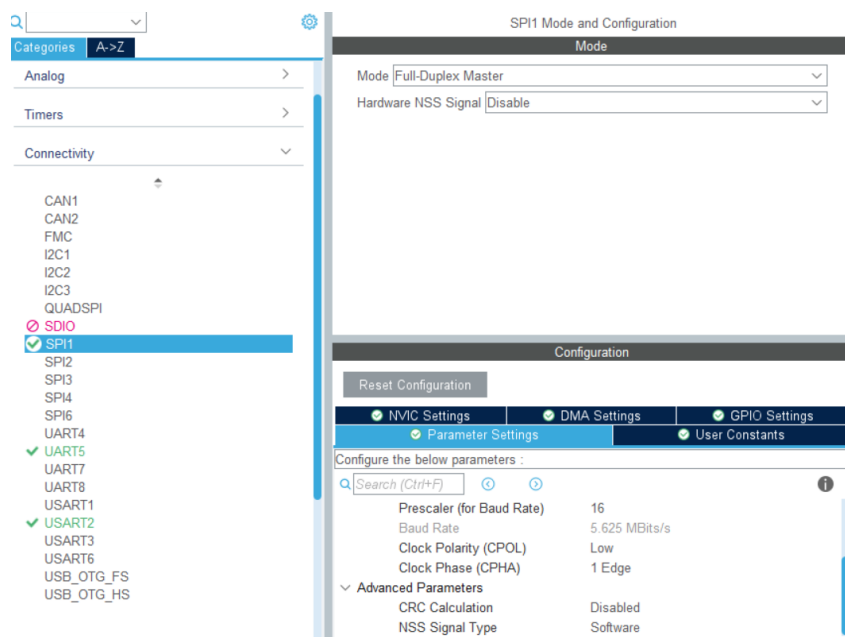 Categories A->Z
Analog
Timers
Connectivity
CAN1
CAN2
FMC
I2C1
I2C2
I2C3
QUADSPI
SDIO
SPI1
SPI2
SPI3
SPI4
SPI6
UART4
UART5
UART7
UART8
USART1
USART2
USART3
USART6
USB_OTG_FS
USB_OTG_HS
SPI1 Mode and Configuration
Mode
Mode Full-Duplex Master
Hardware NSS Signal Disable
Configuration
Reset Configuration
NVIC Settings DMA Settings GPIO Settings
Parameter Settings User Constants
Configure the below parameters :
Search (Ctrl+F)
Prescaler (for Baud Rate) 16
Baud Rate 5.625 MBits/s
Clock Polarity (CPOL) Low
Clock Phase (CPHA) 1 Edge
Advanced Parameters
CRC Calculation Disabled
NSS Signal Type Software